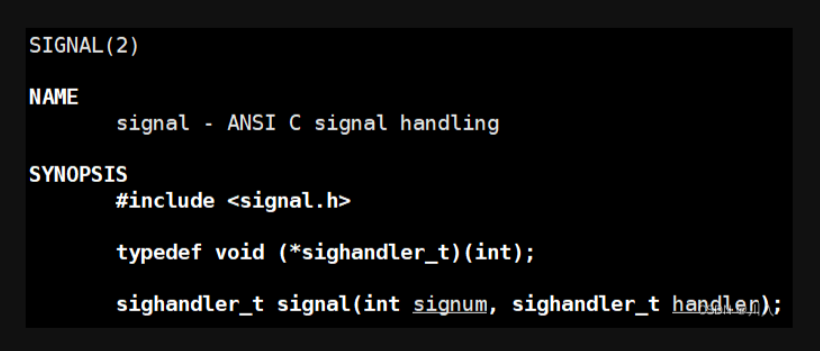 SIGNAL(2)
NAME
signal - ANSI C signal handling
SYNOPSIS
#include <signal.h>
typedef void (*sighandler_t)(int);
sighandler_t signal(int signum, sighandler_t handler);
CSDN